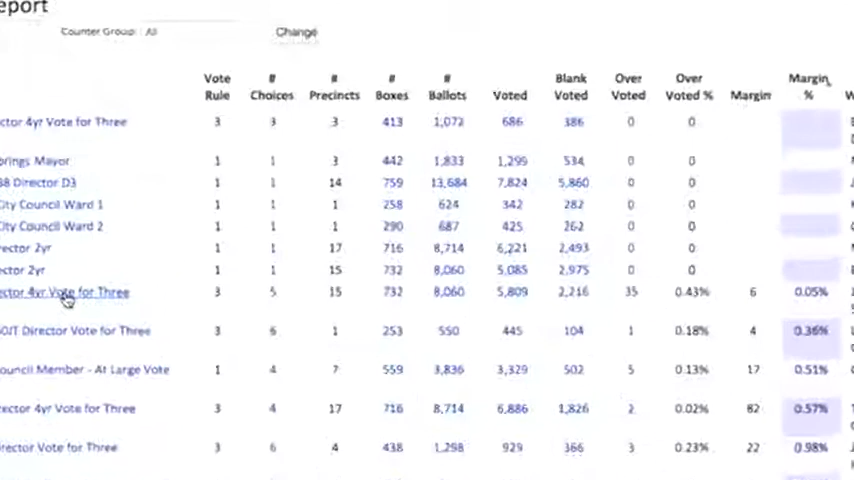 eport
Counter Group: All Change
Vote Rule # Choices # Precincts # Boxes # Ballots Voted Blank Voted Over Voted Over Voted % Margin Margin %
ctor 4yr Vote for Three 3 3 3 413 1,072 686 386 0 0
prings Mayor 1 1 3 442 1,833 1,299 534 0 0
38 Director D3 1 1 14 759 13,684 7,824 5,860 0 0
City Council Ward 1 1 1 1 258 624 342 282 0 0
City Council Ward 2 1 1 1 290 687 425 262 0 0
rector 2yr 1 1 17 716 8,714 6,221 2,493 0 0
ector 2yr 1 1 15 732 8,060 5,085 2,975 0 0
ector 4yr Vote for Three 3 5 15 732 8,060 5,809 2,216 35 0.43% 6 0.05%
0JT Director Vote for Three 3 6 1 253 550 445 104 1 0.18% 4 0.36%
ouncil Member - At Large Vote 1 4 7 559 3,836 3,329 502 5 0.13% 17 0.51%
rector 4yr Vote for Three 3 4 17 716 8,714 6,886 1,826 2 0.02% 82 0.57%
irector Vote for Three 3 6 4 438 1,298 929 366 3 0.23% 22 0.98%